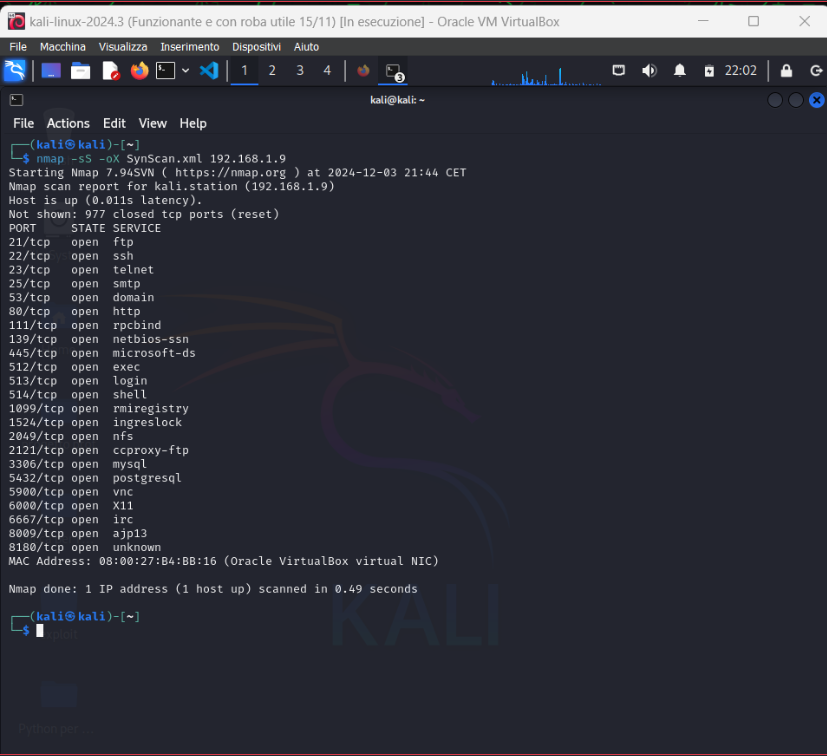 kali-linux-2024.3 (Funzionante e con roba utile 15/11) [In esecuzione] - Oracle VM VirtualBox
File Macchina Visualizza Inserimento Dispositivi Aiuto
1 2 3 4 3 22:02
kali@kali: ~
File Actions Edit View Help
┌──(kali㉿kali)-[~]
└─$ nmap -sS -oX SynScan.xml 192.168.1.9
Starting Nmap 7.94SVN ( https://nmap.org ) at 2024-12-03 21:44 CET
Nmap scan report for kali.station (192.168.1.9)
Host is up (0.011s latency).
Not shown: 977 closed tcp ports (reset)
PORT STATE SERVICE
21/tcp open ftp
22/tcp open ssh
23/tcp open telnet
25/tcp open smtp
53/tcp open domain
80/tcp open http
111/tcp open rpcbind
139/tcp open netbios-ssn
445/tcp open microsoft-ds
512/tcp open exec
513/tcp open login
514/tcp open shell
1099/tcp open rmiregistry
1524/tcp open ingreslock
2049/tcp open nfs
2121/tcp open ccproxy-ftp
3306/tcp open mysql
5432/tcp open postgresql
5900/tcp open vnc
6000/tcp open X11
6667/tcp open irc
8009/tcp open ajp13
8180/tcp open unknown
MAC Address: 08:00:27:B4:BB:16 (Oracle VirtualBox virtual NIC)
Nmap done: 1 IP address (1 host up) scanned in 0.49 seconds
┌──(kali㉿kali)-[~]
└─$
KALI
Python per ...